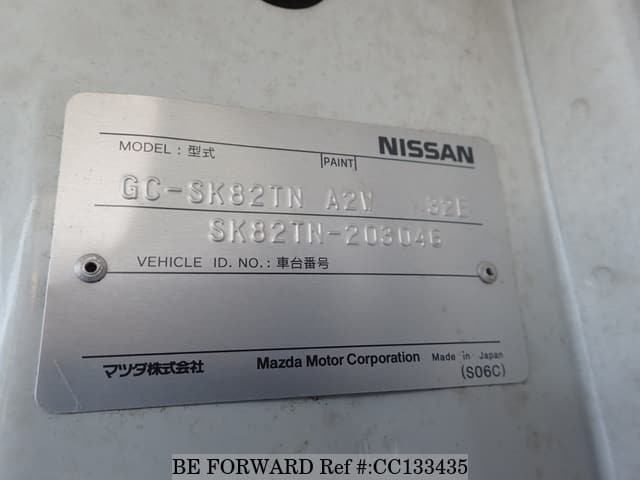 MODEL : 型式 PAINT NISSAN
GC-SK82TN A2W 32E
SK82TN-203046
VEHICLE ID. NO. : 車台番号
マツダ株式会社 Mazda Motor Corporation Made in Japan
(S06C)
BE FORWARD Ref #:CC133435